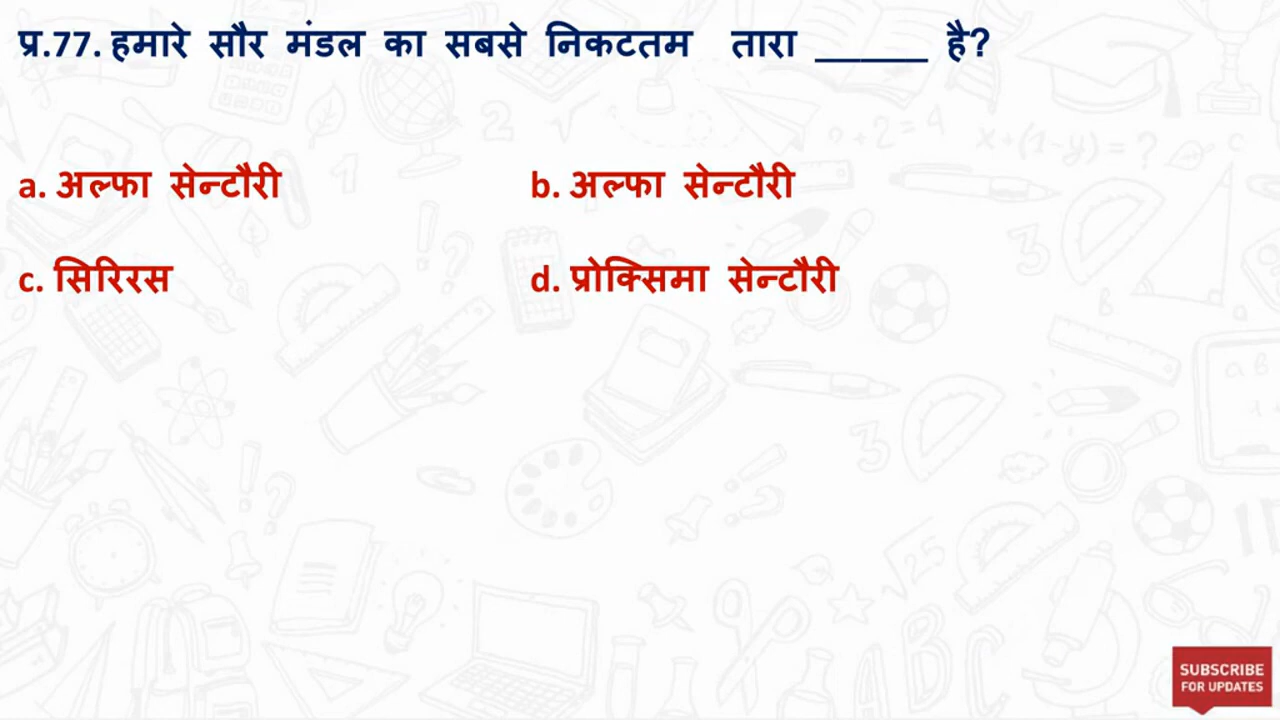 प्र.77. हमारे सौर मंडल का सबसे निकटतम तारा ______ है?
a. अल्फा सेन्टौरी b. अल्फा सेन्टौरी
c. सिरिरस d. प्रोक्सिमा सेन्टौरी
SUBSCRIBE
FOR UPDATES